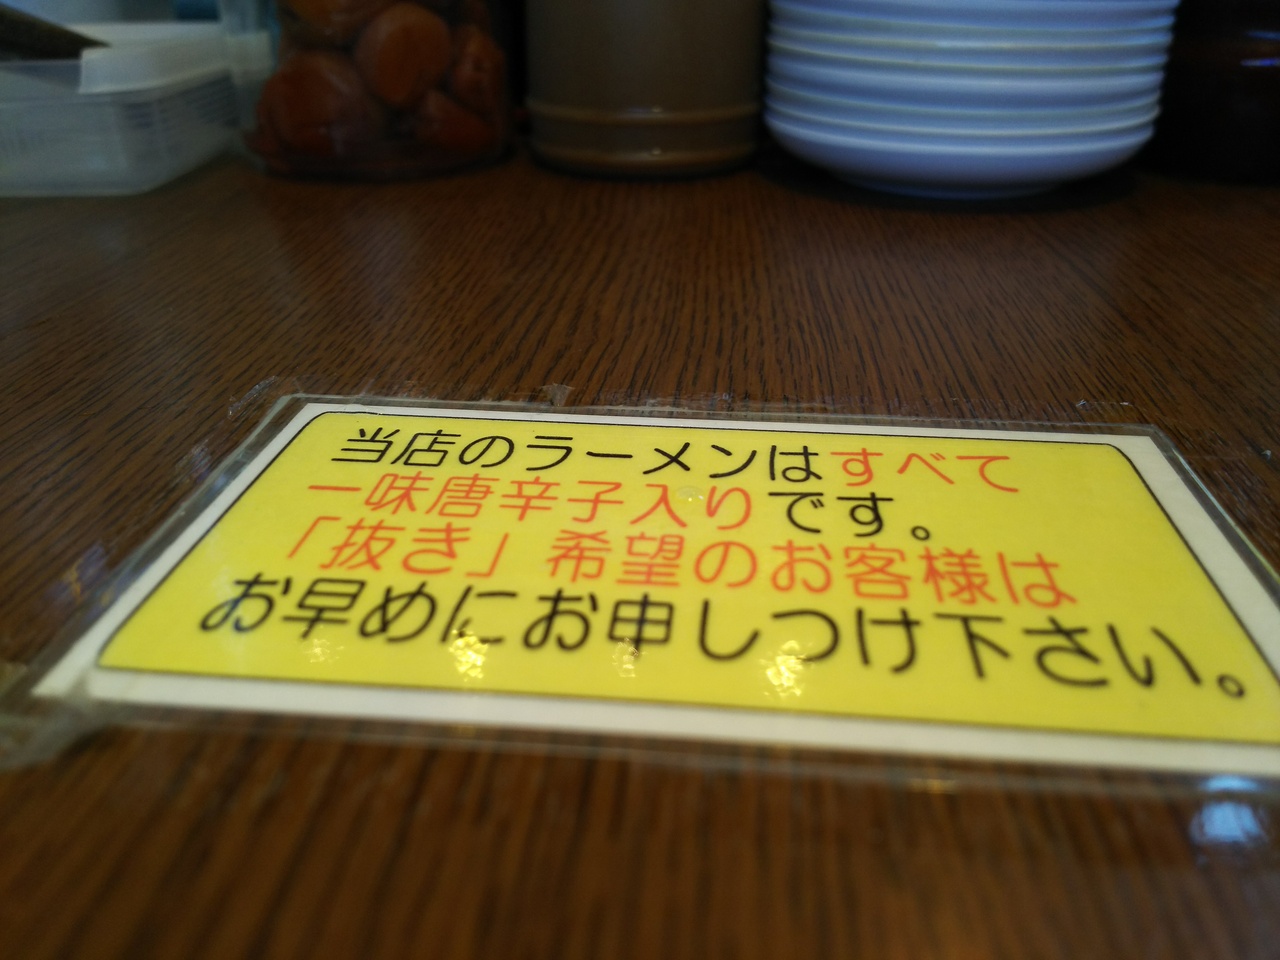 当店のラーメンはすべて
一味唐辛子入りです。
「抜き」希望のお客様は
お早めにお申しつけ下さい。